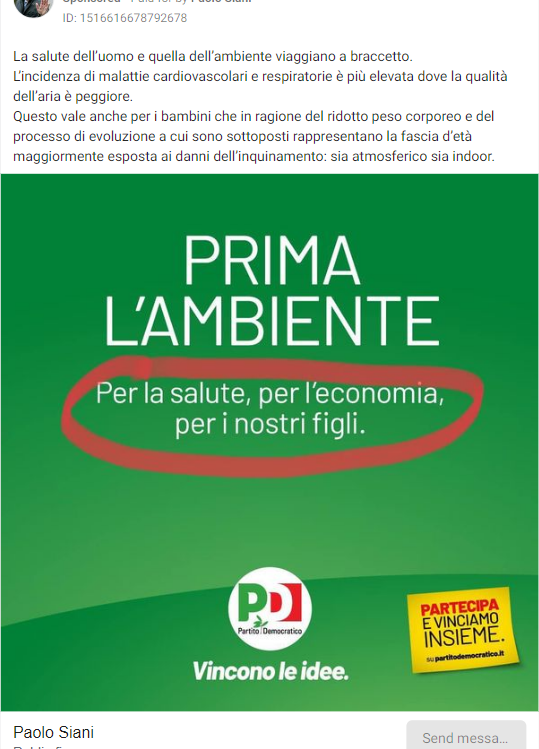 Sponsored • Paid for by Paolo Siani
ID: 1516616678792678
La salute dell'uomo e quella dell'ambiente viaggiano a braccetto.
L'incidenza di malattie cardiovascolari e respiratorie è più elevata dove la qualità
dell'aria è peggiore.
Questo vale anche per i bambini che in ragione del ridotto peso corporeo e del
processo di evoluzione a cui sono sottoposti rappresentano la fascia d'età
maggiormente esposta ai danni dell'inquinamento: sia atmosferico sia indoor.
PRIMA
L'AMBIENTE
Per la salute, per l'economia,
per i nostri figli.
PD
Partito Democratico
Vincono le idee.
PARTECIPA
E VINCIAMO
INSIEME.
su partitodemocratico.it
Paolo Siani
Send messa...